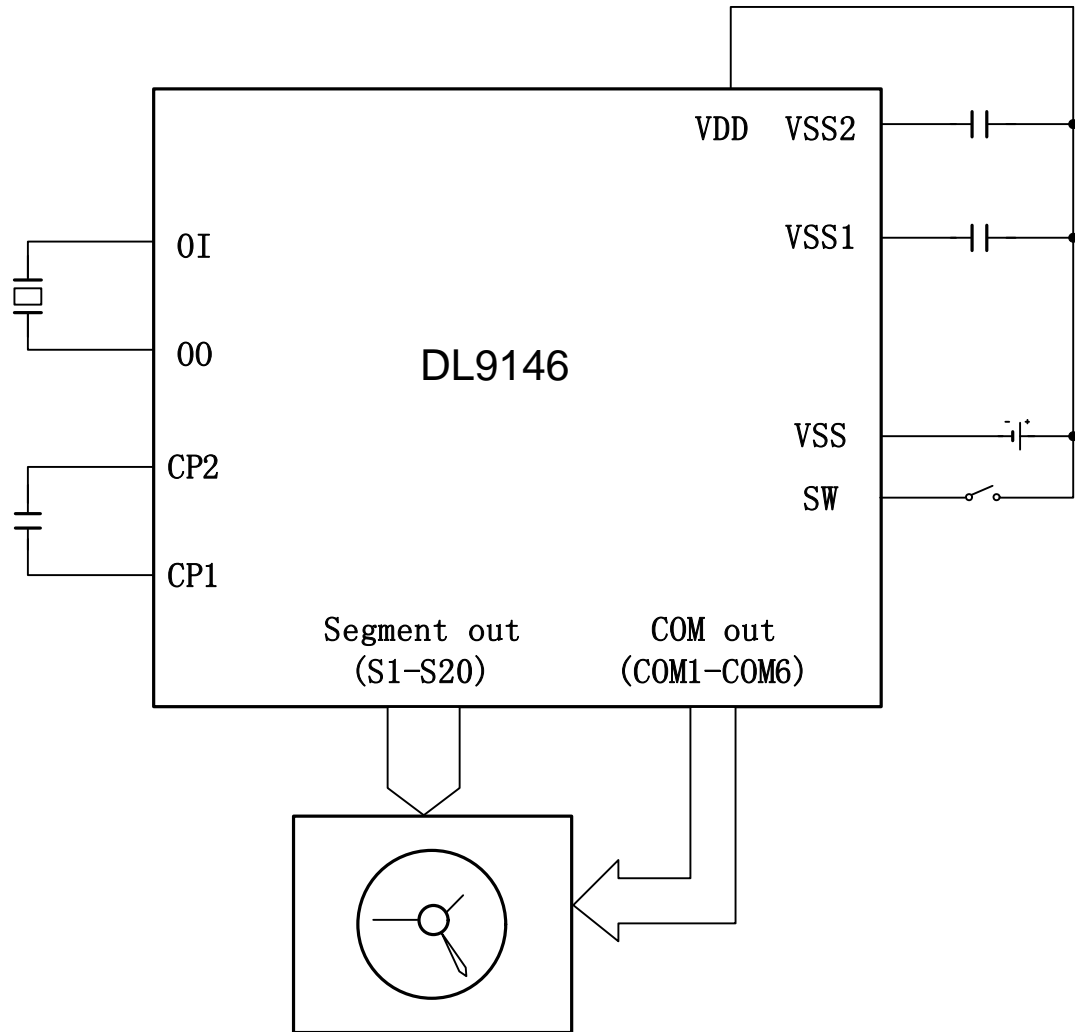 VDD VSS2
OI
VSS1
OO
DL9146
VSS
CP2
SW
CP1
Segment out
(S1-S20)
COM out
(COM1-COM6)
- +